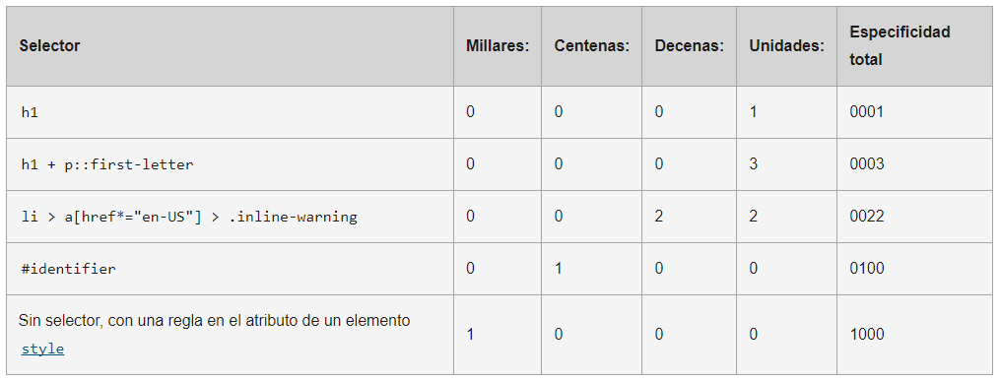 Selector Millares: Centenas: Decenas: Unidades: Especificidad total
h1 0 0 0 1 0001
h1 + p::first-letter 0 0 0 3 0003
li > a[href*="en-US"] > .inline-warning 0 0 2 2 0022
#identifier 0 1 0 0 0100
Sin selector, con una regla en el atributo de un elemento
style 1 0 0 0 1000